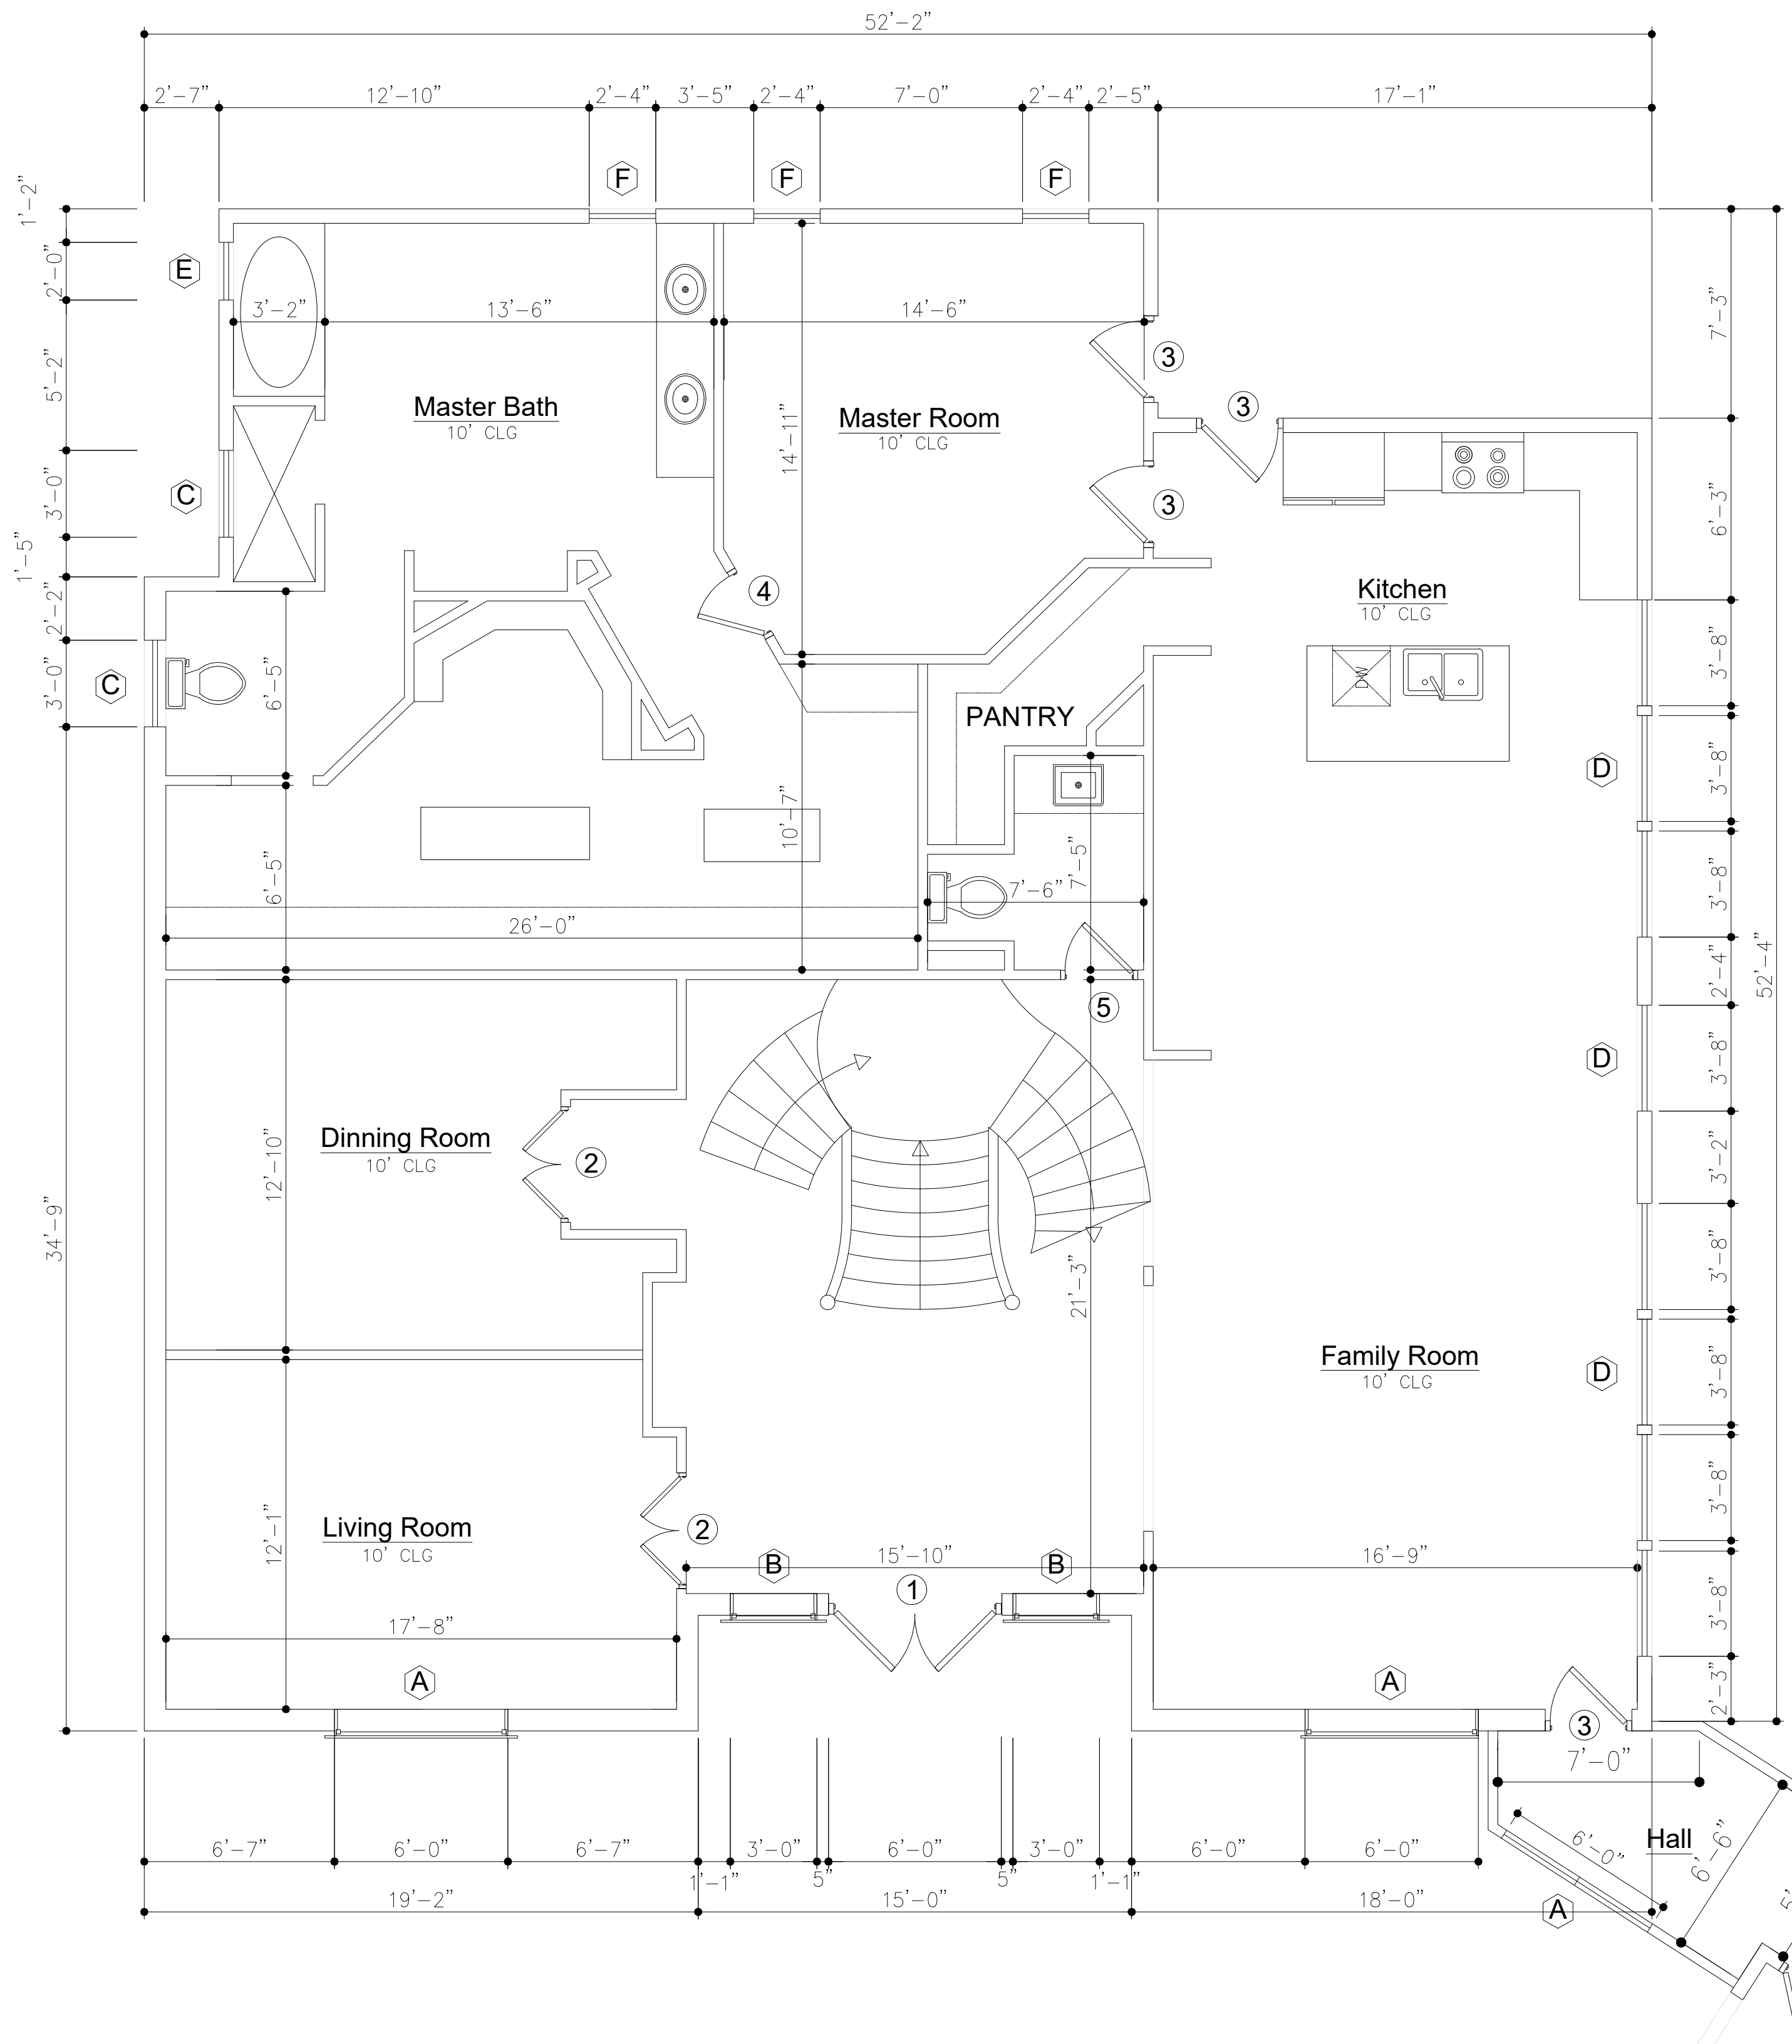 52'-2"
2'-7" 12'-10" 2'-4" 3'-5" 2'-4" 7'-0" 2'-4" 2'-5" 17'-1"
F F F
1'-2"
2'-0"
E
5'-2"
3'-0"
C
1'-5"
2'-2"
3'-0"
C
34'-9"
3'-2" 13'-6" 14'-6"
Master Bath
10' CLG
14'-11"
Master Room
10' CLG
3
3
3
4
7'-3"
6'-3"
Kitchen
10' CLG
DW
PANTRY
6'-5"
6'-5"
10'-7"
7'-5"
7'-6"
26'-0"
5
3'-8"
3'-8"
3'-8"
2'-4"
3'-8"
3'-2"
3'-8"
3'-8"
3'-8"
3'-8"
2'-3"
52'-4"
D
D
D
Dinning Room
10' CLG
12'-10"
2
21'-3"
Family Room
10' CLG
Living Room
10' CLG
12'-1"
2
B 15'-10" B 16'-9"
1
17'-8"
A A
3
7'-0"
6'-0"
Hall
6'-6"
A
6'-7" 6'-0" 6'-7" 1'-1" 3'-0" 5" 6'-0" 5" 3'-0" 1'-1" 6'-0" 6'-0"
19'-2" 15'-0" 18'-0"